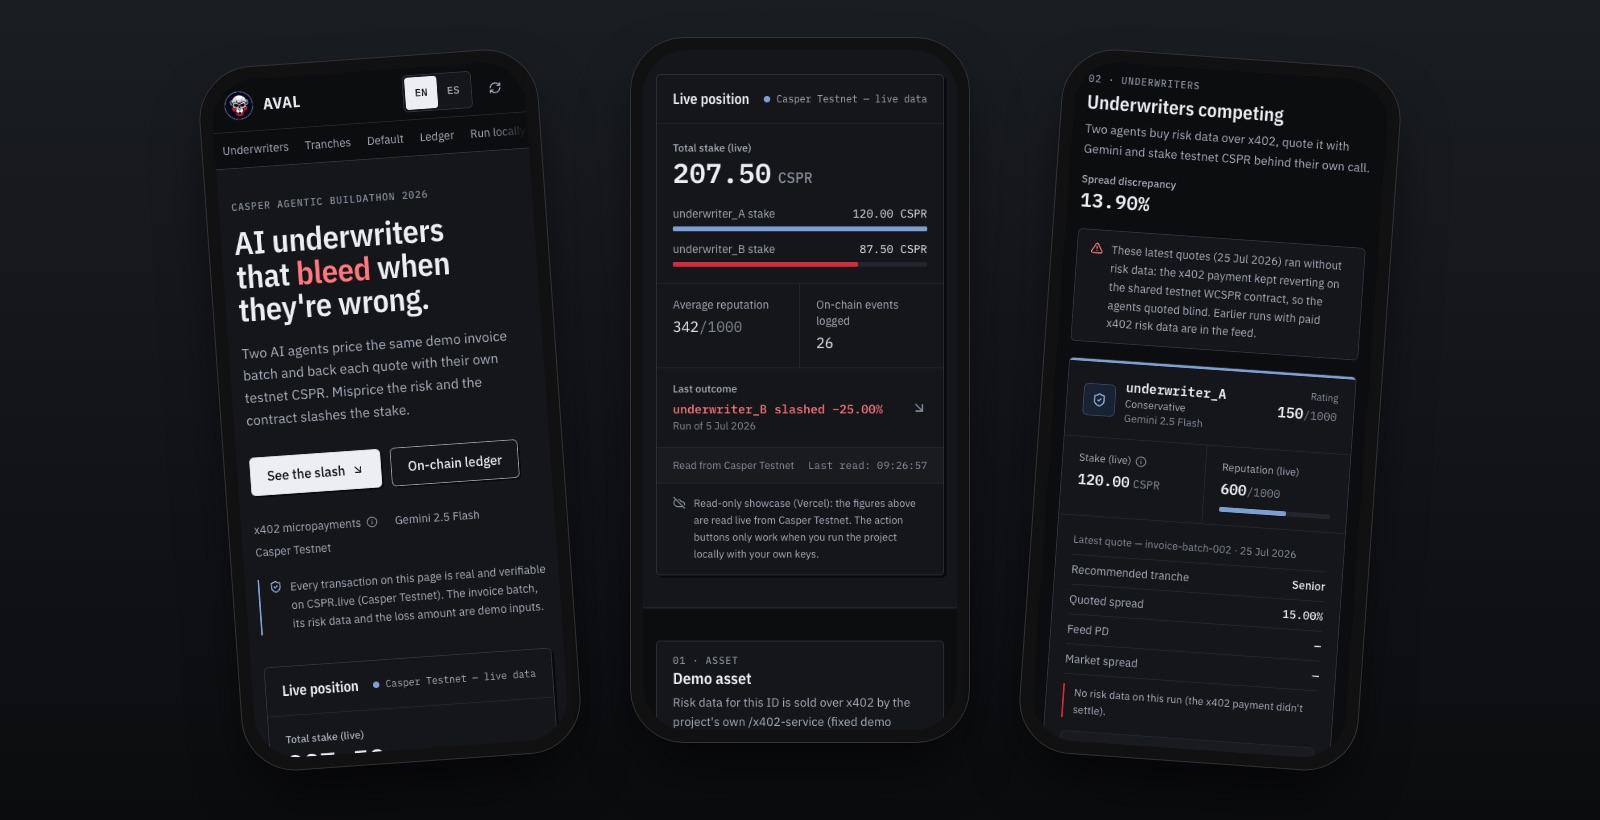 AVAL
EN ES
Underwriters Tranches Default Ledger Run locally
CASPER AGENTIC BUILDATHON 2026
AI underwriters
that bleed when
they're wrong.
Two AI agents price the same demo invoice
batch and back each quote with their own
testnet CSPR. Misprice the risk and the
contract slashes the stake.
See the slash
On-chain ledger
x402 micropayments Gemini 2.5 Flash
Casper Testnet
Every transaction on this page is real and verifiable
on CSPR.live (Casper Testnet). The invoice batch,
its risk data and the loss amount are demo inputs.
Live position Casper Testnet — live data
Total stake (live)
Live position Casper Testnet — live data
Total stake (live)
207.50 CSPR
underwriter_A stake 120.00 CSPR
underwriter_B stake 87.50 CSPR
Average reputation
342/1000
On-chain events
logged
26
Last outcome
underwriter_B slashed −25.00%
Run of 5 Jul 2026
Read from Casper Testnet Last read: 09:26:57
Read-only showcase (Vercel): the figures above
are read live from Casper Testnet. The action
buttons only work when you run the project
locally with your own keys.
01 · ASSET
Demo asset
Risk data for this ID is sold over x402 by the
project's own /x402-service (fixed demo
02 · UNDERWRITERS
Underwriters competing
Two agents buy risk data over x402, quote it with
Gemini and stake testnet CSPR behind their own call.
Spread discrepancy
13.90%
These latest quotes (25 Jul 2026) ran without
risk data: the x402 payment kept reverting on
the shared testnet WCSPR contract, so the
agents quoted blind. Earlier runs with paid
x402 risk data are in the feed.
underwriter_A
Conservative
Gemini 2.5 Flash
Rating
150/1000
Stake (live)
120.00 CSPR
Reputation (live)
600/1000
Latest quote — invoice-batch-002 · 25 Jul 2026
Recommended tranche Senior
Quoted spread 15.00%
Feed PD —
Market spread —
No risk data on this run (the x402 payment didn't
settle).